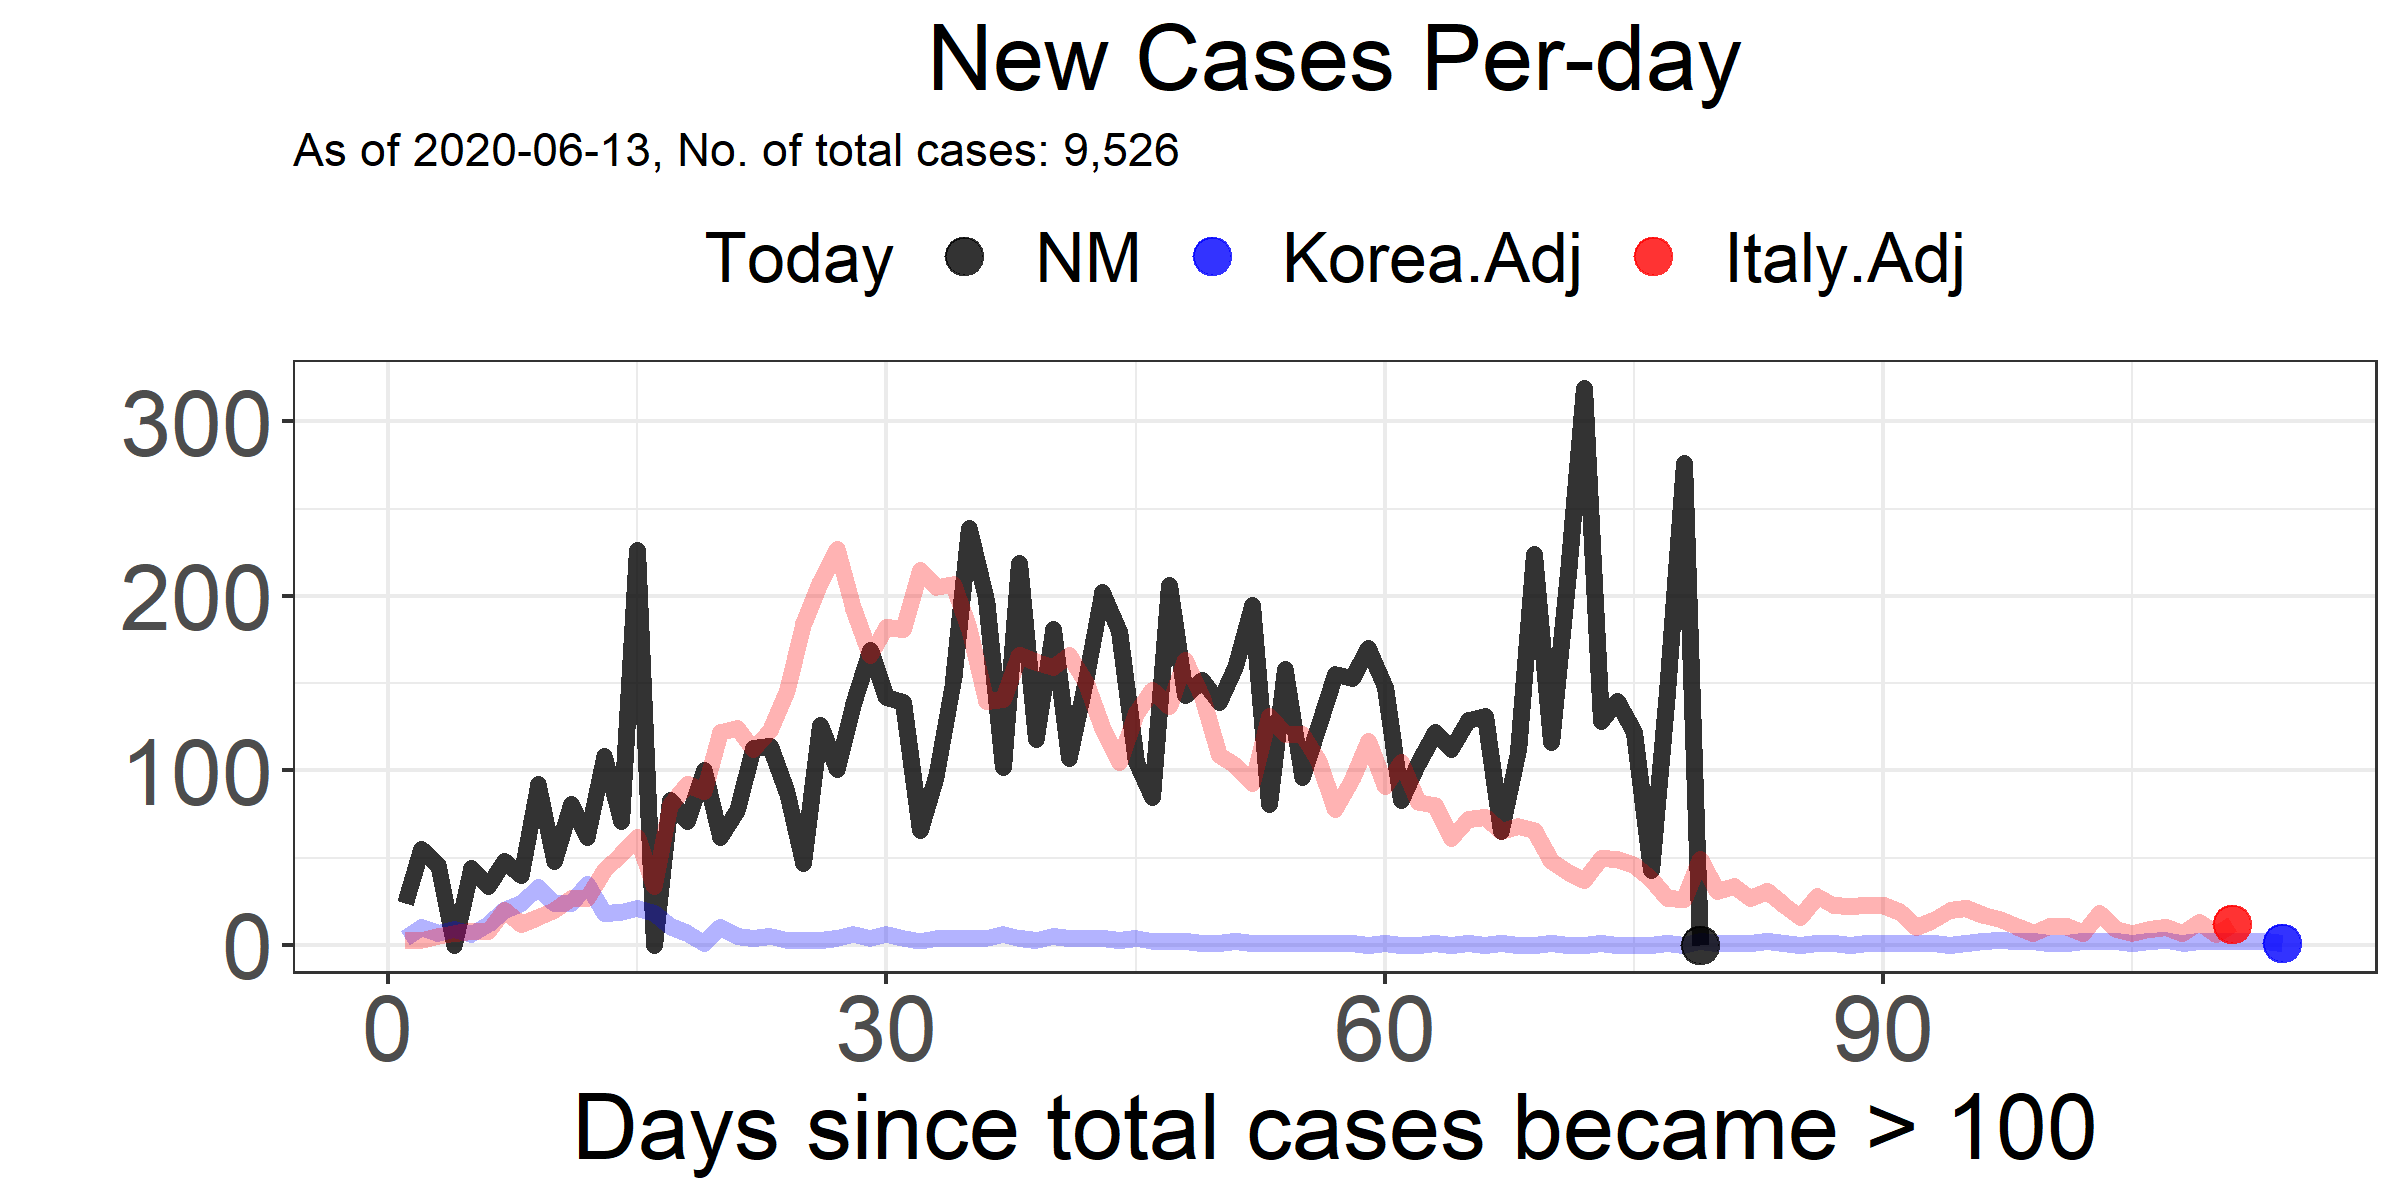 New Cases Per-day
As of 2020-06-13, No. of total cases: 9,526
Today NM Korea.Adj Italy.Adj
300
200
100
0
0 30 60 90
Days since total cases became > 100